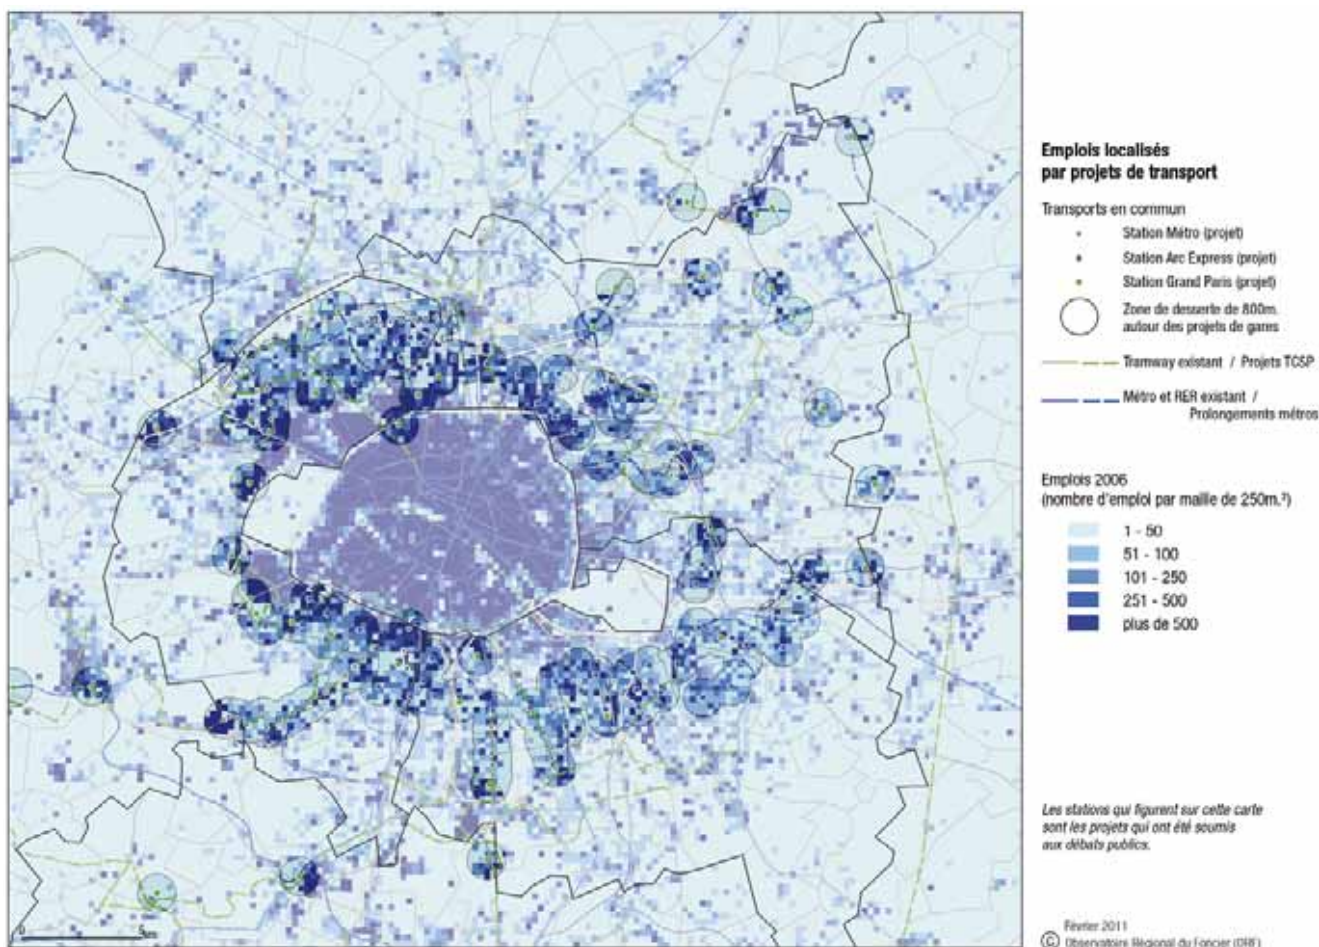 Emplois localisés
par projets de transport
Transports en commun
Station Métro (projet)
Station Arc Express (projet)
Station Grand Paris (projet)
Zone de desserte de 800m.
autour des projets de gares
Tramway existant / Projets TCSP
Métro et RER existant /
Prolongements métros
Emplois 2006
(nombre d'emploi par maille de 250m.²)
1 - 50
51 - 100
101 - 250
251 - 500
plus de 500
Les stations qui figurent sur cette carte
sont les projets qui ont été soumis
aux débats publics.
Février 2011
© Observatoire Régional du Foncier (ORF)
0 5km